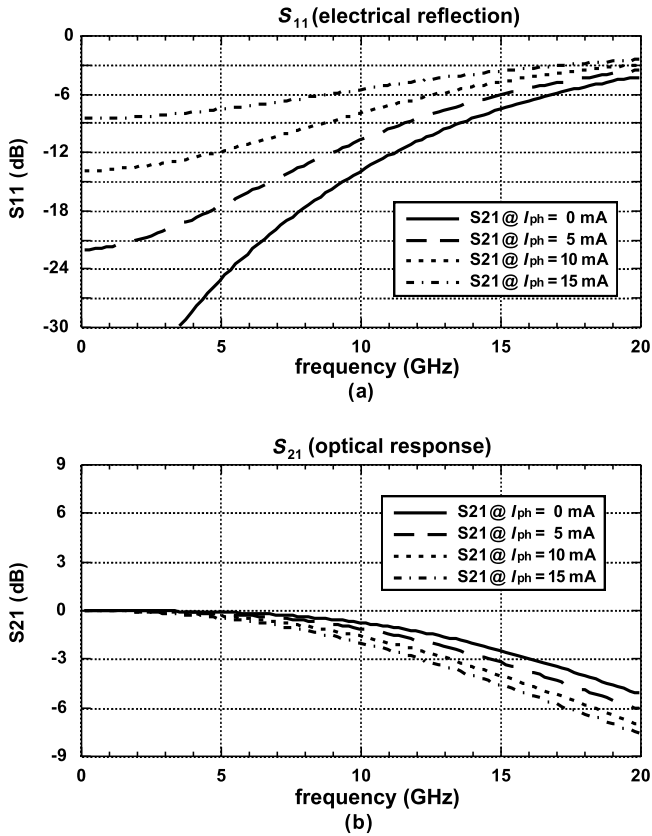 S11 (electrical reflection)
0
-6
-12
-18
-24
-30
S11 (dB)
S21@ Iph = 0 mA
S21@ Iph = 5 mA
S21@ Iph = 10 mA
S21@ Iph = 15 mA
0 5 10 15 20
frequency (GHz)
(a)
S21 (optical response)
9
6
3
0
-3
-6
-9
S21 (dB)
S21@ Iph = 0 mA
S21@ Iph = 5 mA
S21@ Iph = 10 mA
S21@ Iph = 15 mA
0 5 10 15 20
frequency (GHz)
(b)